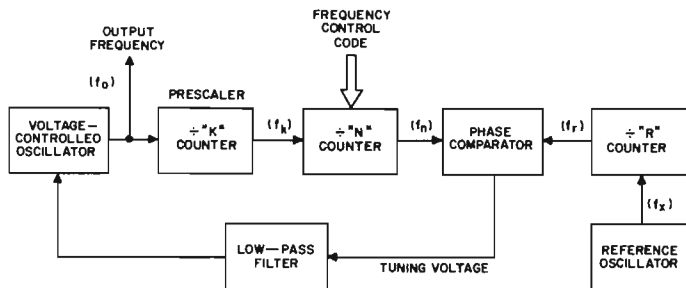 OUTPUT
FREQUENCY
(fo)
FREQUENCY
CONTROL
CODE
PRESCALER
VOLTAGE—
CONTROLLED
OSCILLATOR
÷"K"
COUNTER
(fk)
÷"N"
COUNTER
(fn)
PHASE
COMPARATOR
(fr)
÷"R"
COUNTER
(fx)
LOW—PASS
FILTER
TUNING VOLTAGE
REFERENCE
OSCILLATOR